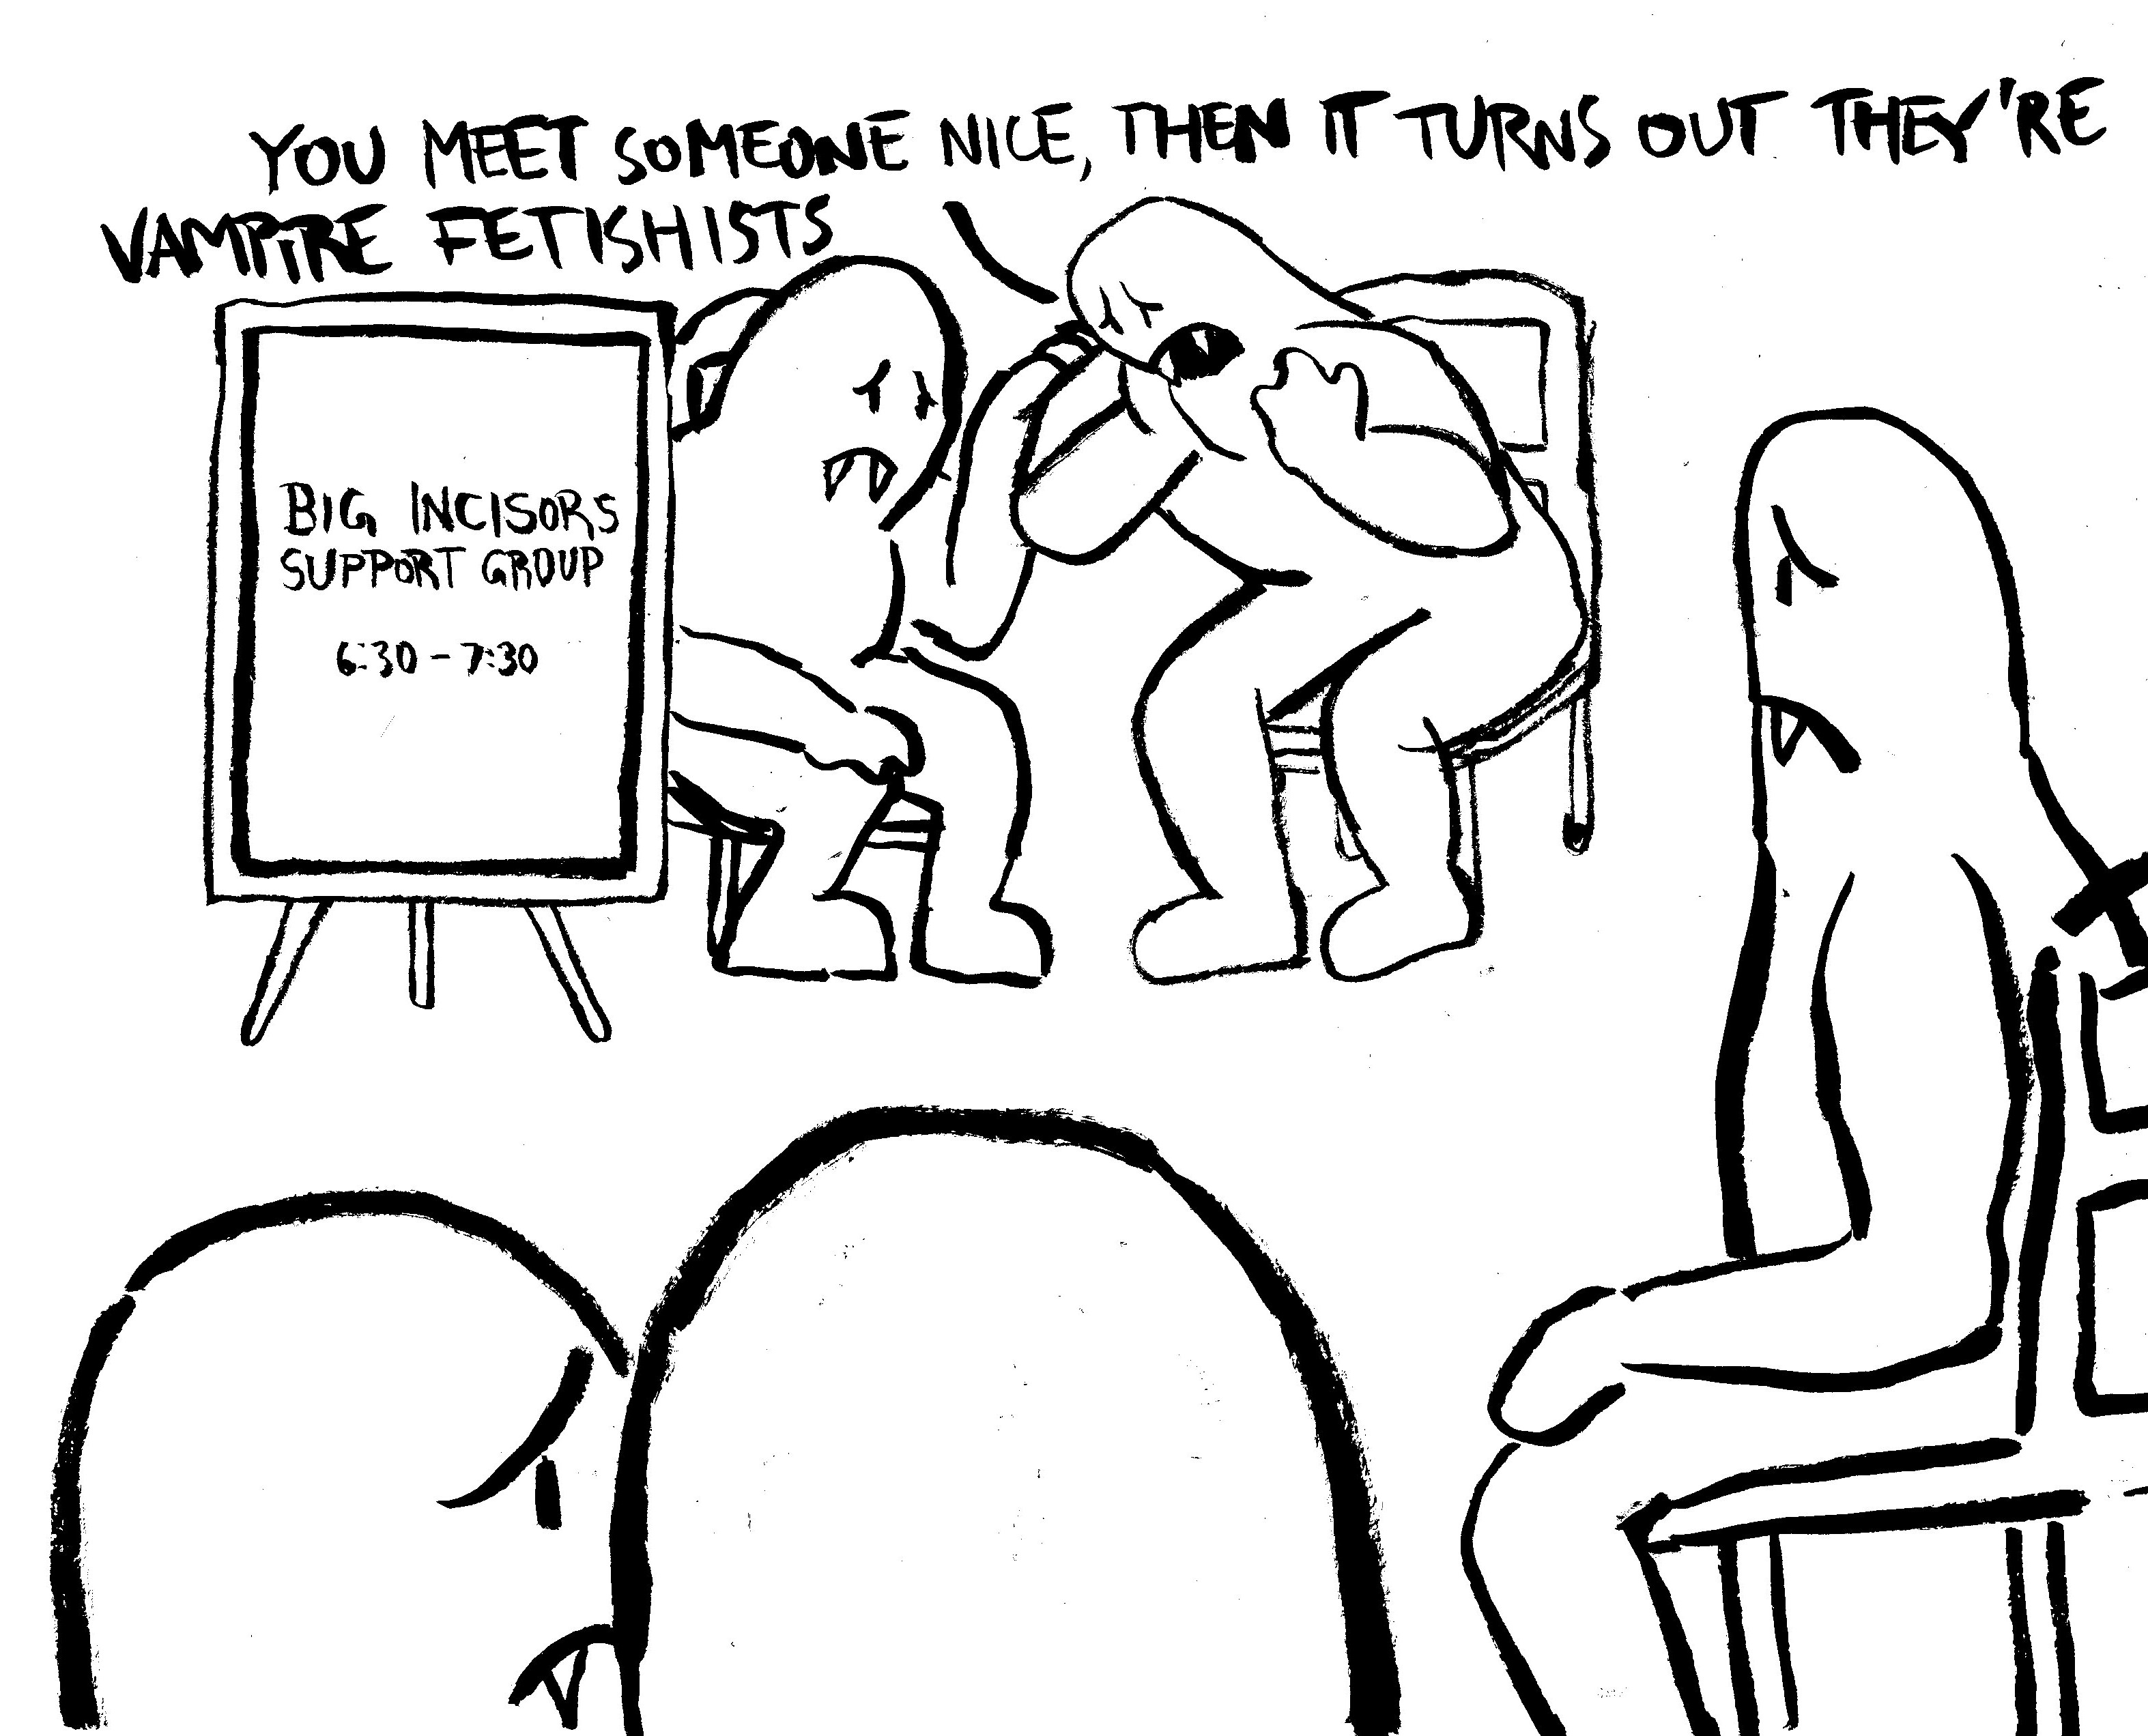 YOU MEET SOMEONE NICE, THEN IT TURNS OUT THEY'RE
VAMPIRE FETISHISTS
BIG INCISORS
SUPPORT GROUP
6:30 - 7:30